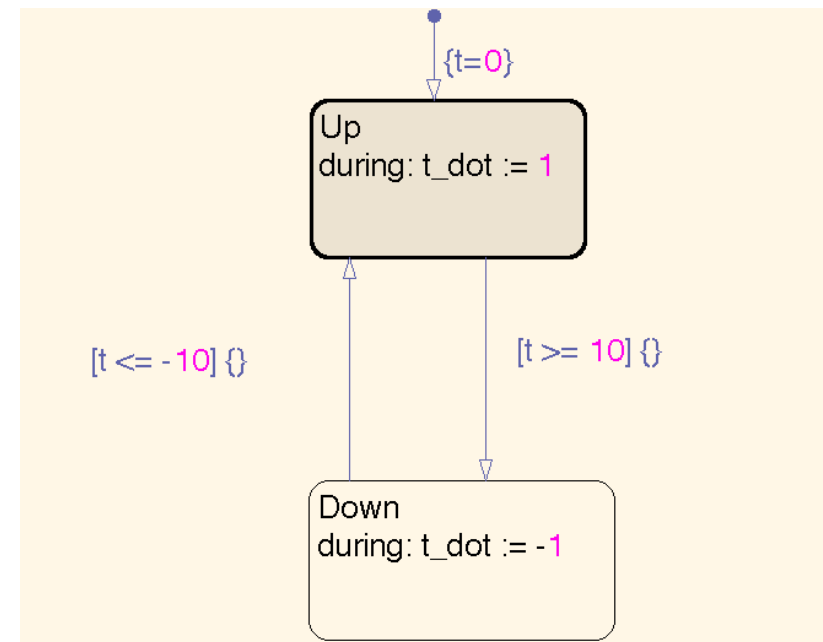 {t=0}
Up
during: t_dot := 1
[t <= -10] {}
[t >= 10] {}
Down
during: t_dot := -1